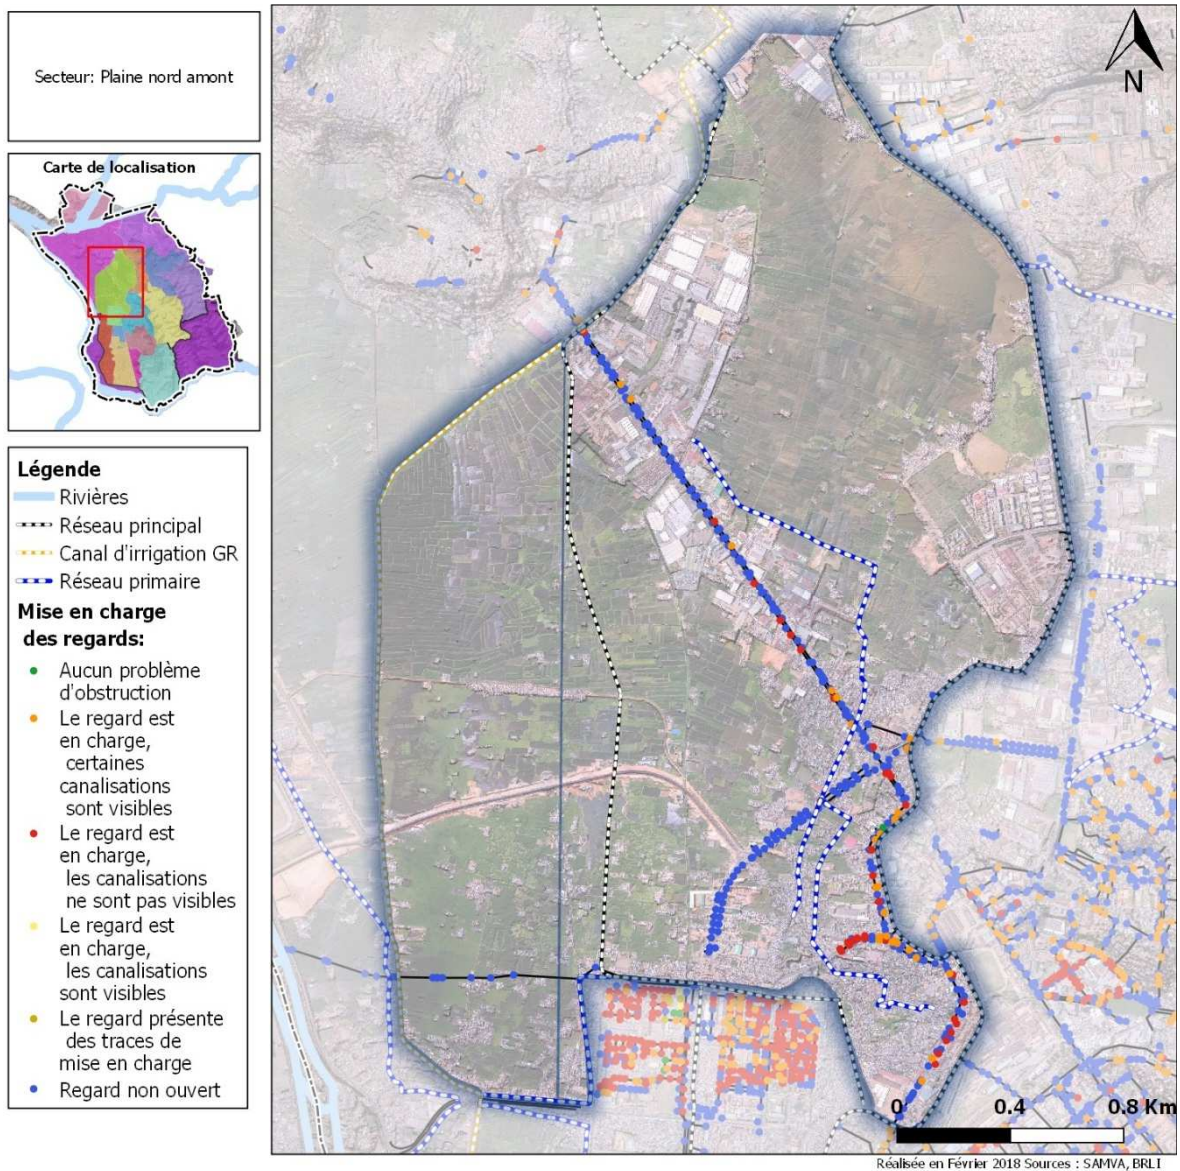 Secteur: Plaine nord amont
Carte de localisation
Légende
Rivières
Réseau principal
Canal d'irrigation GR
Réseau primaire
Mise en charge
des regards:
Aucun problème
d'obstruction
Le regard est
en charge,
certaines
canalisations
sont visibles
Le regard est
en charge,
les canalisations
ne sont pas visibles
Le regard est
en charge,
les canalisations
sont visibles
Le regard présente
des traces de
mise en charge
Regard non ouvert
N
0 0.4 0.8 Km
Réalisée en Février 2018 Sources : SAMVA, BRLI